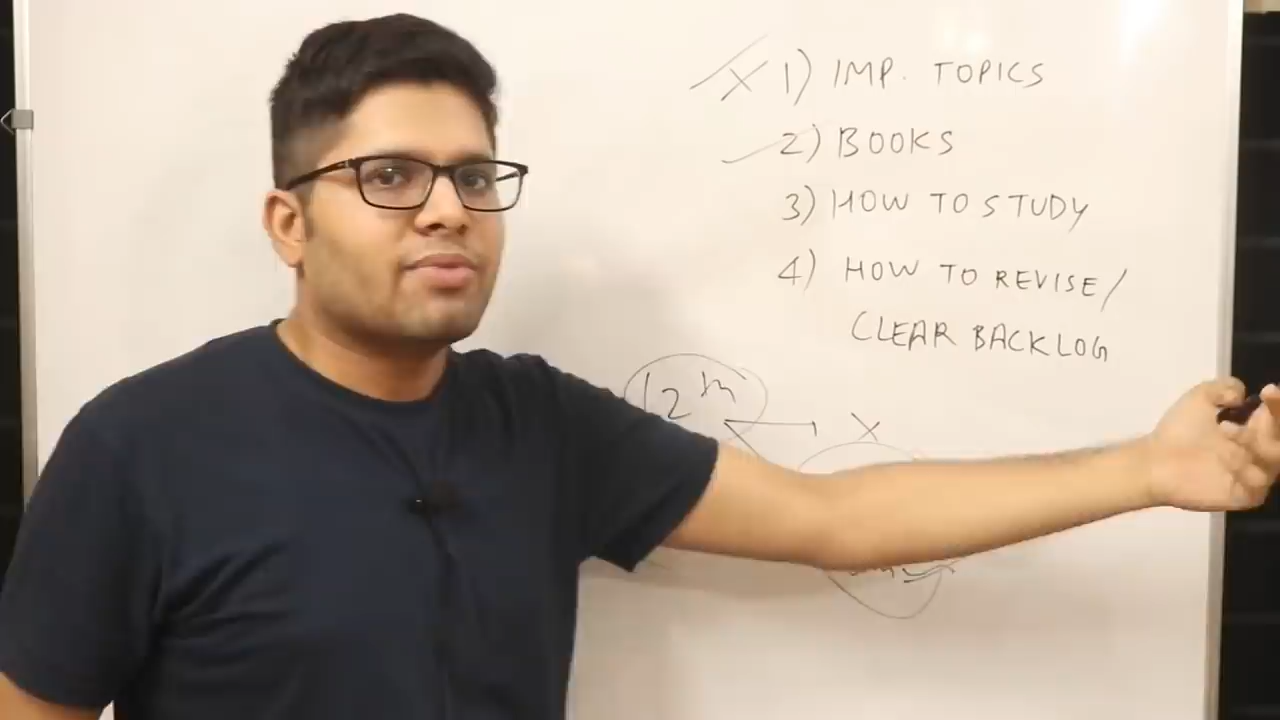 X 1) IMP. TOPICS
2) BOOKS
3) HOW TO STUDY
4) HOW TO REVISE/
CLEAR BACKLOG
12th
X